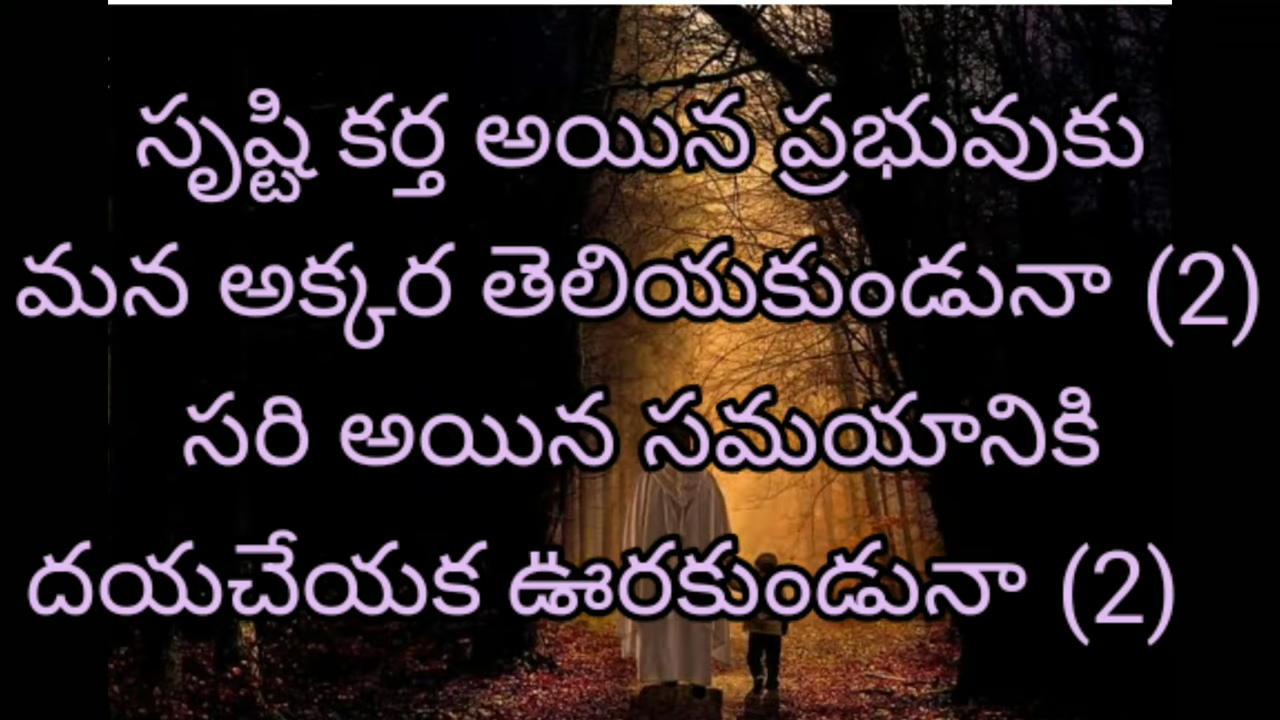 సృష్టి కర్త అయిన ప్రభువుకు
మన అక్కర తెలియకుండునా (2)
సరి అయిన సమయానికి
దయచేయక ఊరకుండునా (2)